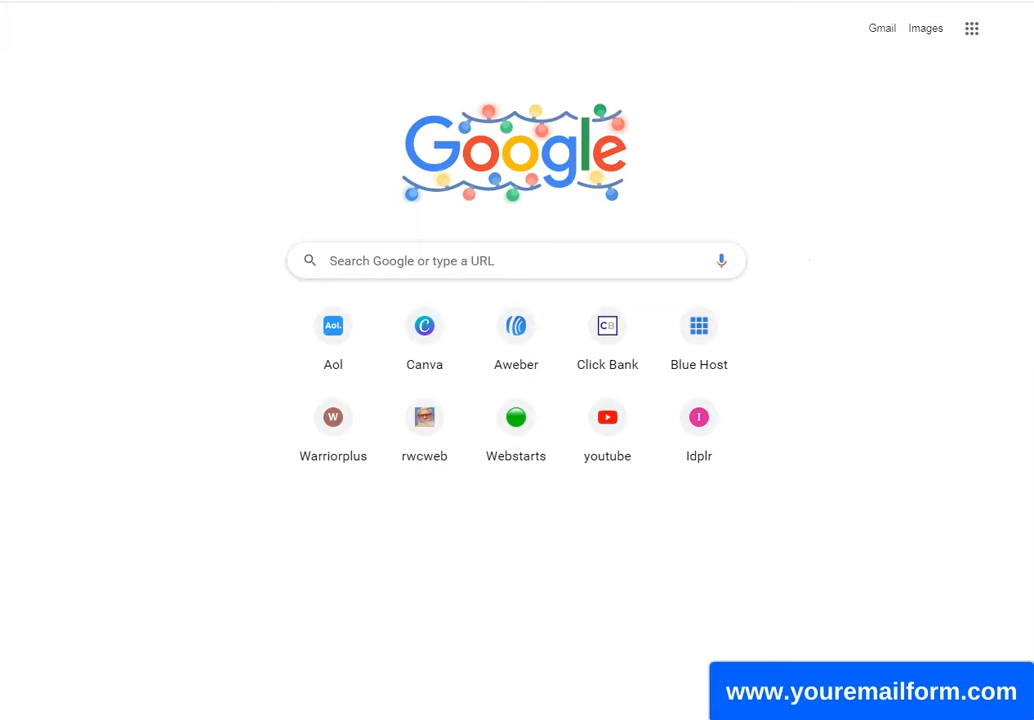 Gmail Images
Google
Search Google or type a URL
Aol.
C
CB
Aol Canva Aweber Click Bank Blue Host
W
I
Warriorplus rwcweb Webstarts youtube Idplr
www.youremailform.com